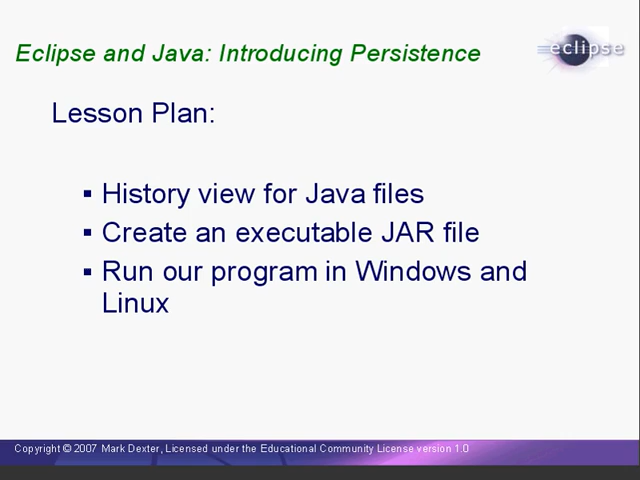 Eclipse and Java: Introducing Persistence
eclipse
Lesson Plan:
▪ History view for Java files
▪ Create an executable JAR file
▪ Run our program in Windows and
Linux
Copyright © 2007 Mark Dexter, Licensed under the Educational Community License version 1.0